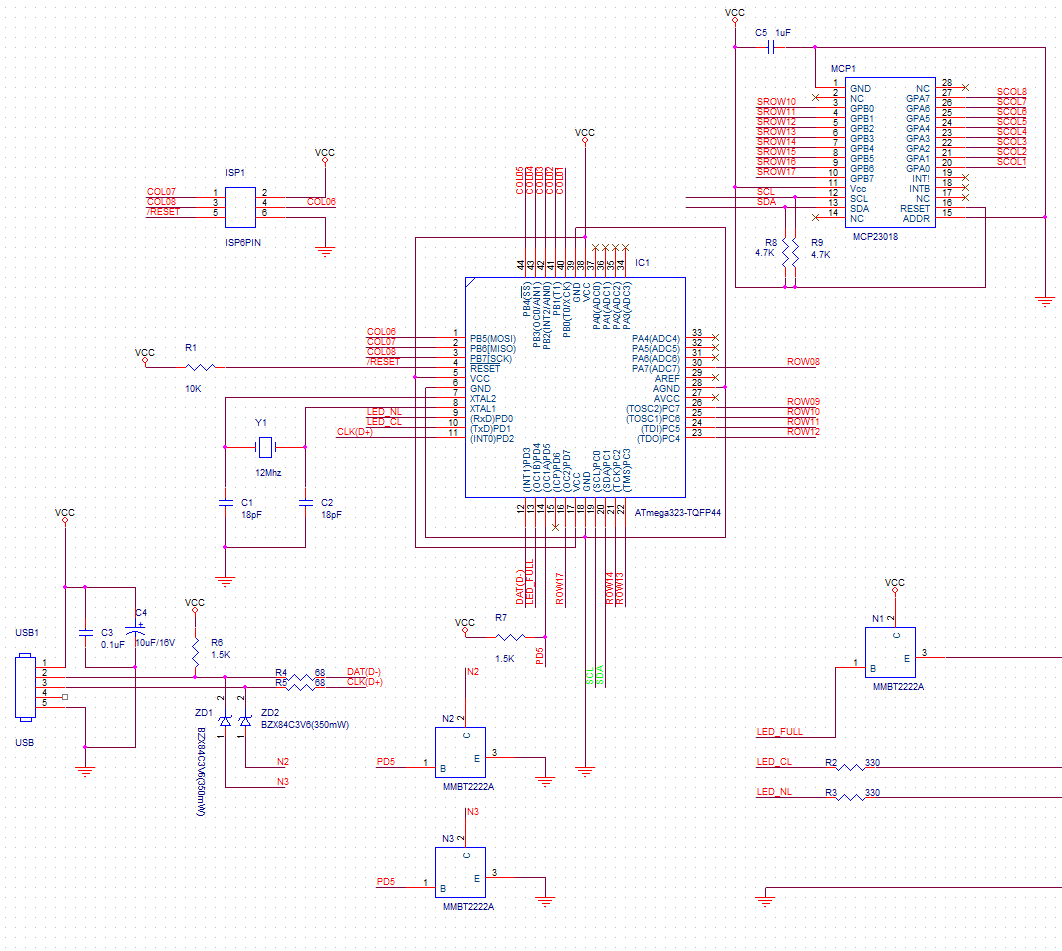 VCC
C5 1uF
MCP1
1 GND NC 28
2 NC GPA7 27 SCOL8
SROW10 3 GPB0 GPA6 26 SCOL7
SROW11 4 GPB1 GPA5 25 SCOL6
SROW12 5 GPB2 GPA4 24 SCOL5
SROW13 6 GPB3 GPA3 23 SCOL4
SROW14 7 GPB4 GPA2 22 SCOL3
SROW15 8 GPB5 GPA1 21 SCOL2
SROW16 9 GPB6 GPA0 20 SCOL1
SROW17 10 GPB7 INT! 19
11 Vcc INTB 18
SCL 12 SCL NC 17
SDA 13 SDA RESET 16
14 NC ADDR 15
MCP23018
R8 4.7K
R9 4.7K
ISP1
VCC
COL07 1 2
COL08 3 4 COL06
/RESET 5 6
ISP6PIN
VCC
COL05 COL04 COL03 COL02 COL01
44 43 42 41 40 39 38 37 36 35 34
IC1
PB4(SS)
PB3(OC0/AIN1)
PB2(INT2/AIN0)
PB1(T1)
PB0(T0/XCK)
GND
VCC
PA0(ADC0)
PA1(ADC1)
PA2(ADC2)
PA3(ADC3)
COL06 1 PB5(MOSI)
COL07 2 PB6[MISO)
COL08 3 PB7[SCK)
/RESET 4 RESET
5 VCC
6 GND
7 XTAL2
8 XTAL1
LED_NL 9 (RxD)PD0
LED_CL 10 (TxD)PD1
CLK(D+) 11 (INT0)PD2
PA4(ADC4) 33
PA5(ADC5) 32
PA6(ADC6) 31
PA7(ADC7) 30 ROW08
AREF 29
AGND 28
AVCC 27
(TOSC2)PC7 26 ROW09
(TOSC1)PC6 25 ROW10
(TDI)PC5 24 ROW11
(TDO)PC4 23 ROW12
(INT1)PD3
(OC1B)PD4
(OC1A)PD5
(ICP)PD6
(OC2)PD7
VCC
GND
(SCL)PC0
(SDA)PC1
(TCK)PC2
(TMS)PC3
12 13 14 15 16 17 18 19 20 21 22
ATmega323-TQFP44
DAT(D-) LED_FULL PD5 ROW17 SCL SDA ROW14 ROW13
VCC
R1
10K
Y1
12Mhz
C1 18pF
C2 18pF
VCC
R7
1.5K
VCC
C3 0.1uF
C4 + 10uF/16V
VCC
R6 1.5K
USB1
1
2
3
4
5
USB
R4 68 DAT(D-)
R5 68 CLK(D+)
ZD1 2 1
BZX84C3V6(350mW)
ZD2 2 1
BZX84C3V6(350mW)
N2
N3
N2
N2 2
C
PD5 1 B E 3
MMBT2222A
N3
N3 2
C
PD5 1 B E 3
MMBT2222A
VCC
N1 2
C
1 B E 3
MMBT2222A
LED_FULL
LED_CL R2 330
LED_NL R3 330